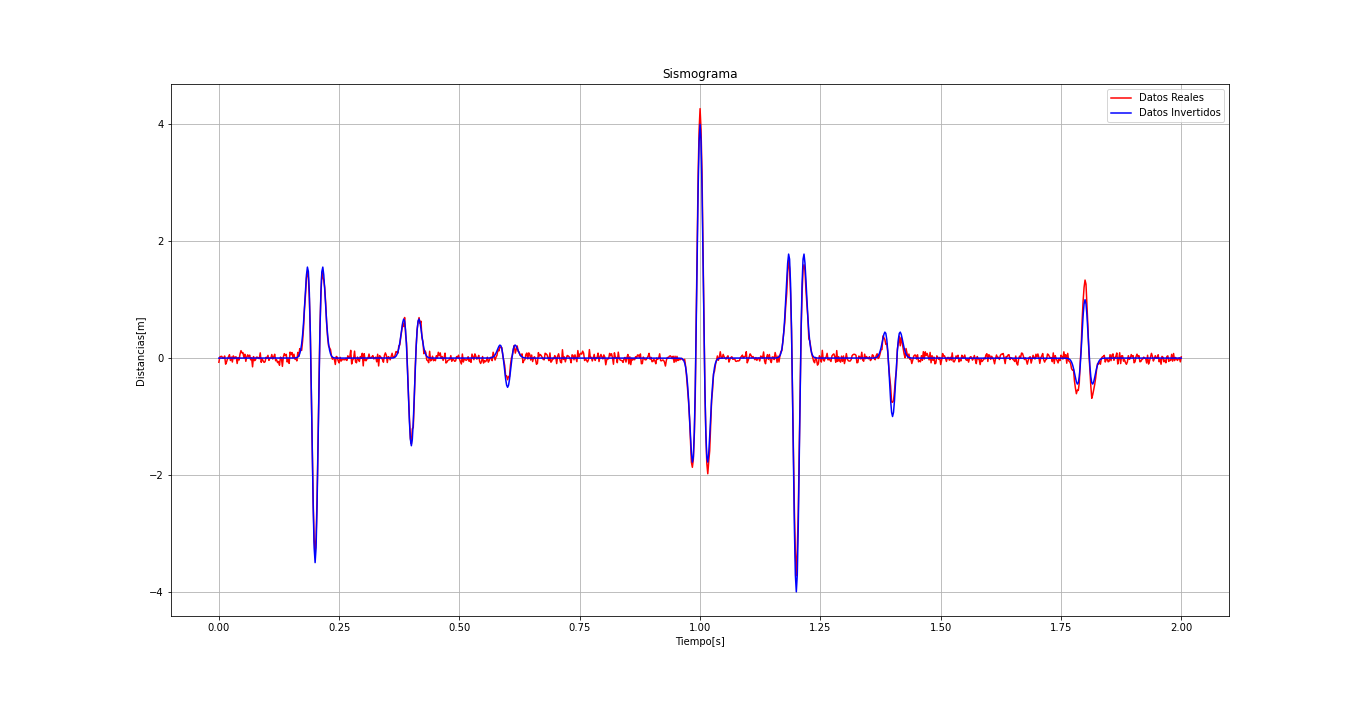 Sismograma
Datos Reales
Datos Invertidos
Distancias[m]
4
2
0
−2
−4
0.00 0.25 0.50 0.75 1.00 1.25 1.50 1.75 2.00
Tiempo[s]